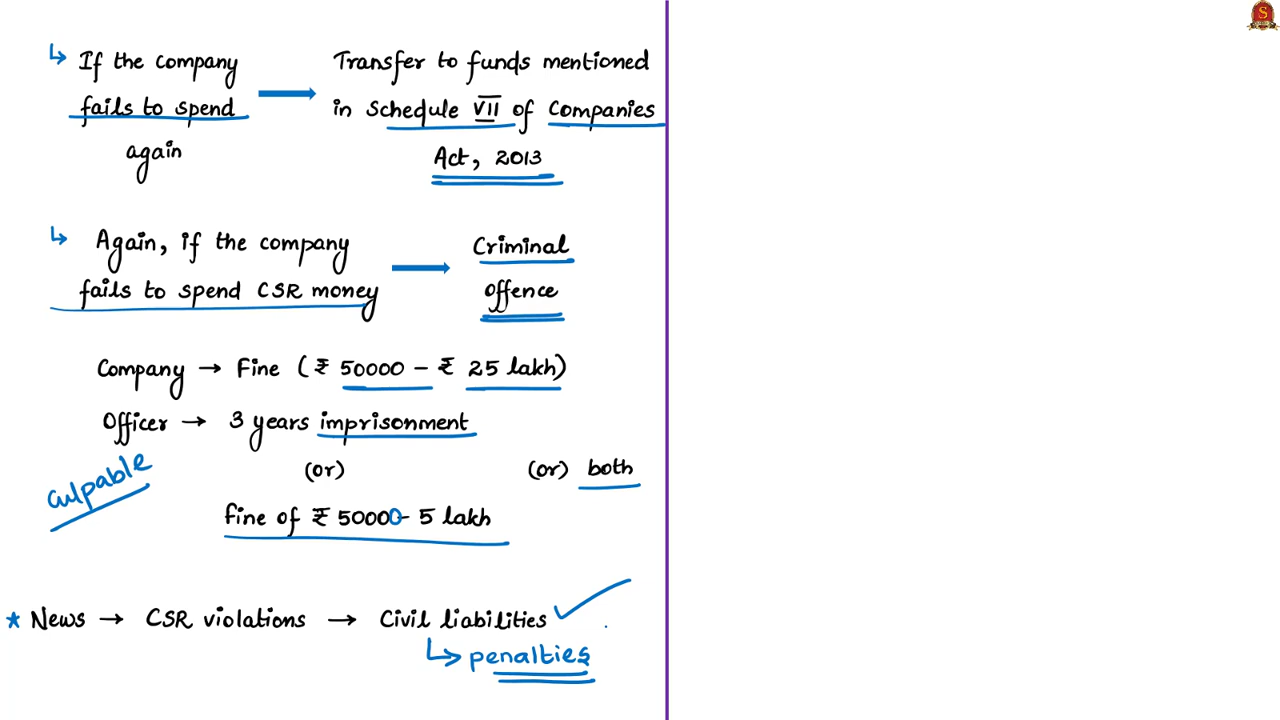 ↳ If the company → Transfer to funds mentioned
fails to spend in Schedule VII of Companies
again Act, 2013
↳ Again, if the company → Criminal
fails to spend CSR money offence
Company → Fine (₹ 50000 - ₹ 25 lakh)
Officer → 3 years imprisonment
culpable
(or) (or) both
fine of ₹ 50000 - 5 lakh
* News → CSR violations → Civil liabilities ✓
↳ penalties
S